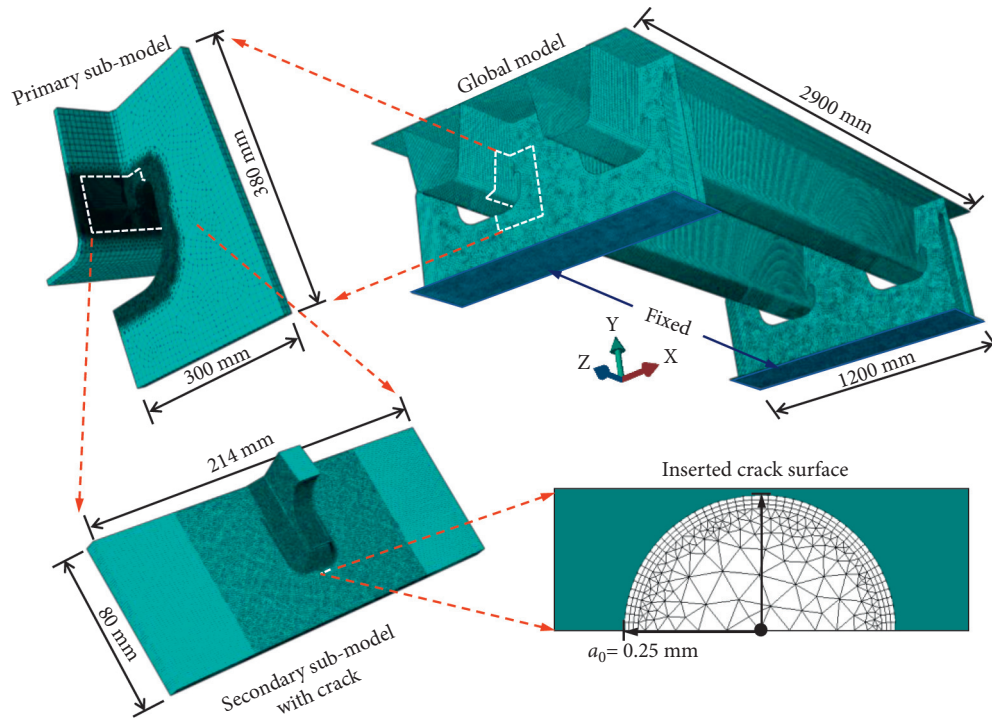 Primary sub-model
380 mm
300 mm
Global model
2900 mm
Fixed
1200 mm
Y
Z
X
214 mm
80 mm
Secondary sub-model
with crack
Inserted crack surface
a₀= 0.25 mm